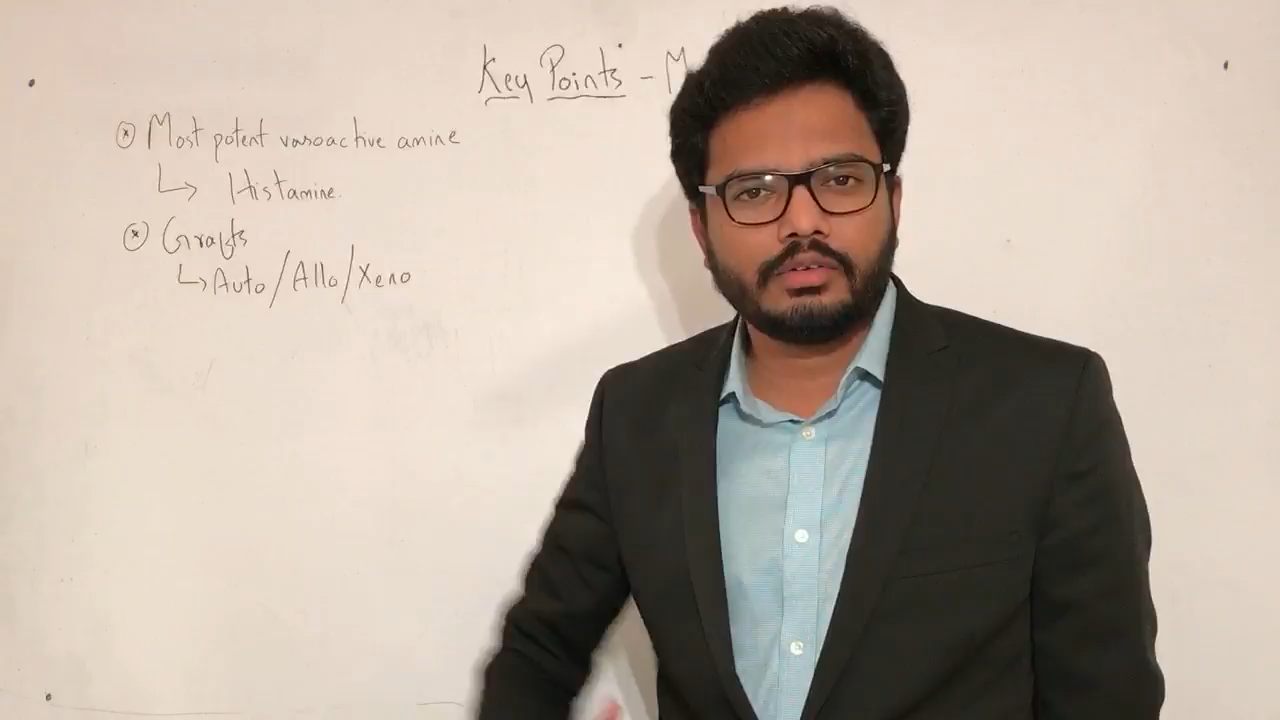 Key Points - M
* Most potent vasoactive amine
↳ Histamine.
* Grafts
↳ Auto/Allo/Xeno